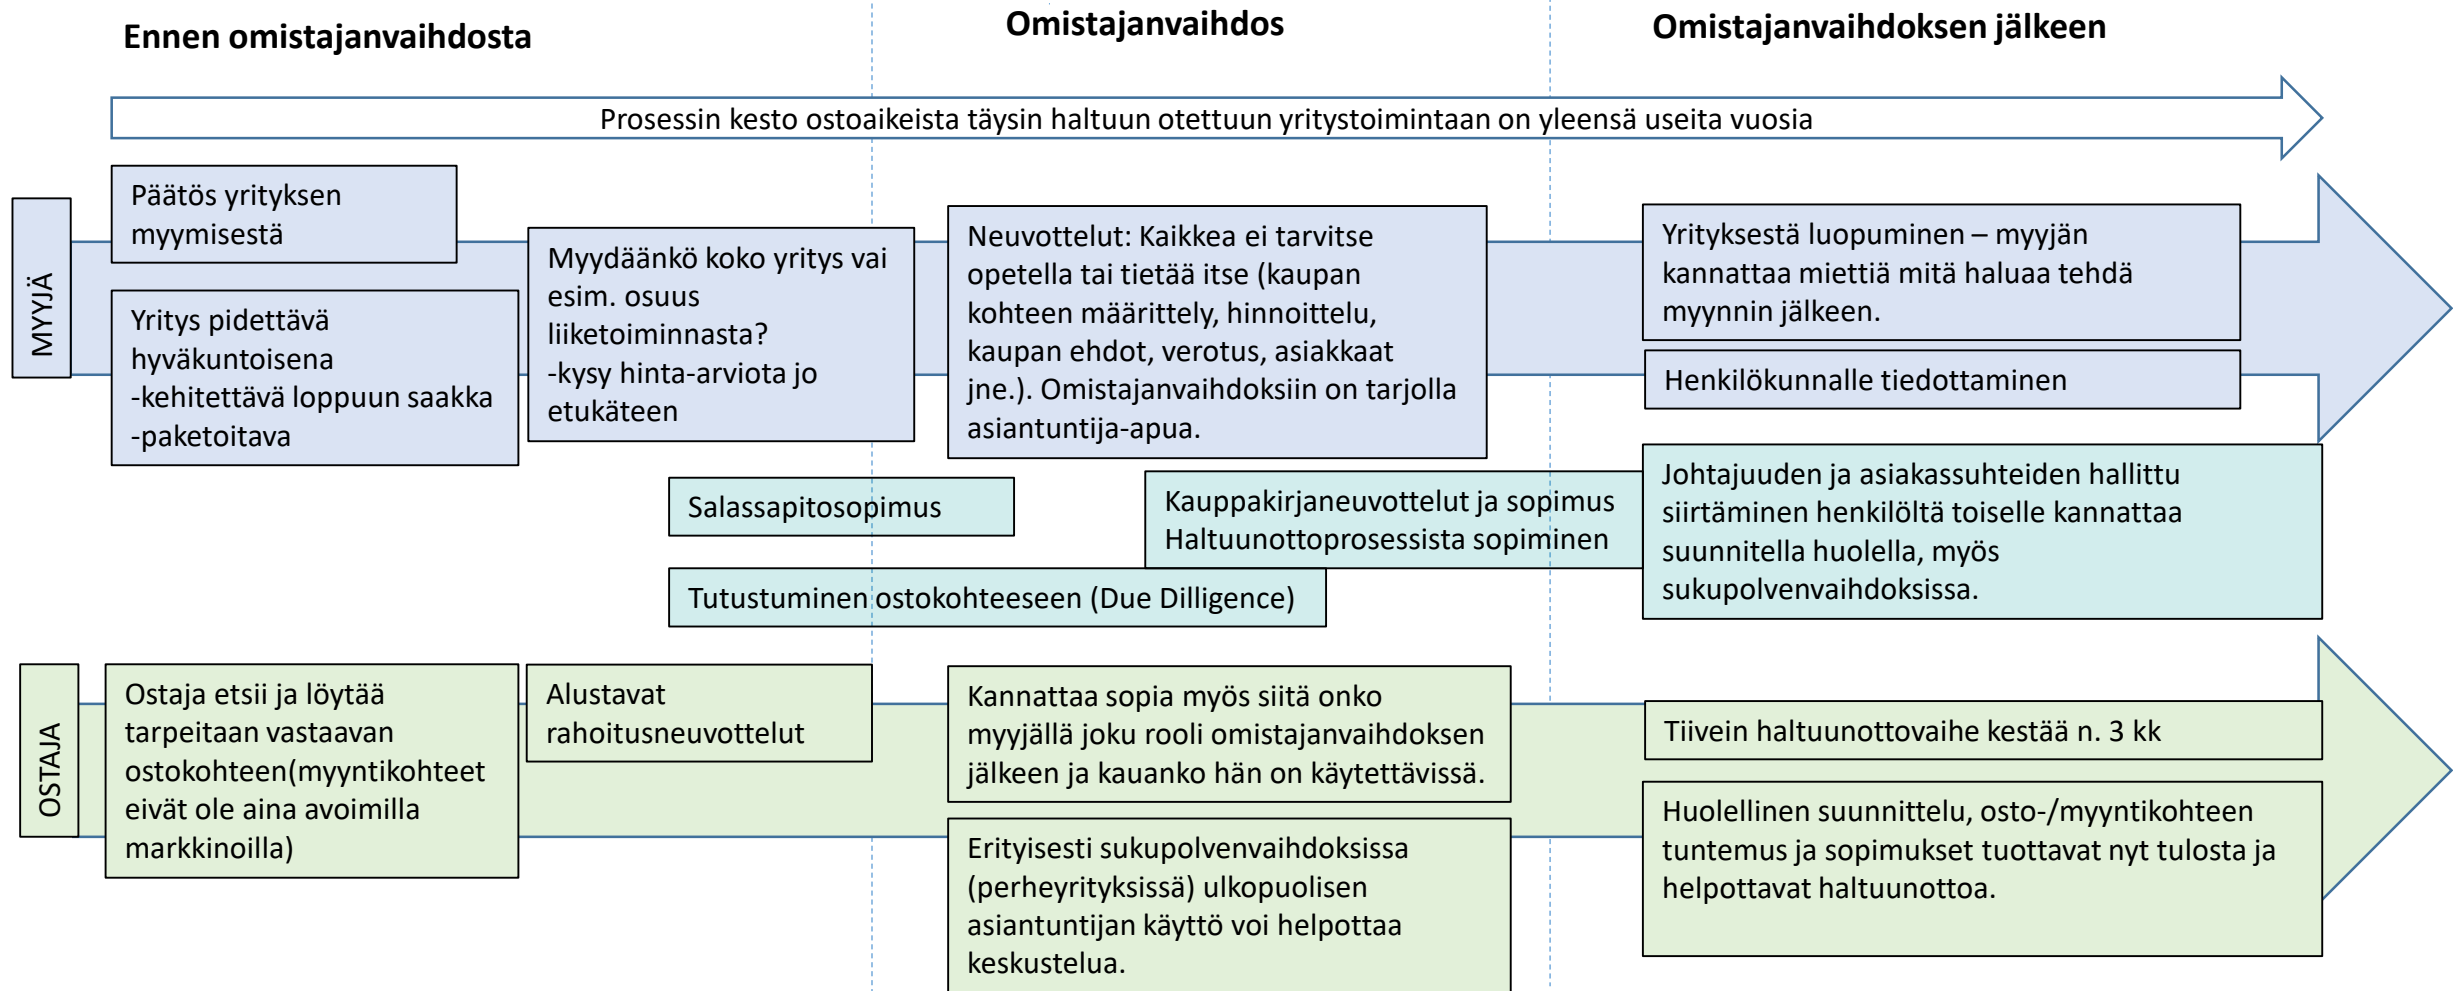 Ennen omistajanvaihdosta
Omistajanvaihdos
Omistajanvaihdoksen jälkeen
Prosessin kesto ostoaikeista täysin haltuun otettuun yritystoimintaan on yleensä useita vuosia
MYYJÄ
Päätös yrityksen
myymisestä
Yritys pidettävä
hyväkuntoisena
-kehitettävä loppuun saakka
-paketoitava
Myydäänkö koko yritys vai
esim. osuus
liiketoiminnasta?
-kysy hinta-arviota jo
etukäteen
Neuvottelut: Kaikkea ei tarvitse
opetella tai tietää itse (kaupan
kohteen määrittely, hinnoittelu,
kaupan ehdot, verotus, asiakkaat
jne.). Omistajanvaihdoksiin on tarjolla
asiantuntija-apua.
Yrityksestä luopuminen – myyjän
kannattaa miettiä mitä haluaa tehdä
myynnin jälkeen.
Henkilökunnalle tiedottaminen
Salassapitosopimus
Tutustuminen ostokohteeseen (Due Dilligence)
Kauppakirjaneuvottelut ja sopimus
Haltuunottoprosessista sopiminen
Johtajuuden ja asiakassuhteiden hallittu
siirtäminen henkilöltä toiselle kannattaa
suunnitella huolella, myös
sukupolvenvaihdoksissa.
OSTAJA
Ostaja etsii ja löytää
tarpeitaan vastaavan
ostokohteen(myyntikohteet
eivät ole aina avoimilla
markkinoilla)
Alustavat
rahoitusneuvottelut
Kannattaa sopia myös siitä onko
myyjällä joku rooli omistajanvaihdoksen
jälkeen ja kauanko hän on käytettävissä.
Erityisesti sukupolvenvaihdoksissa
(perheyrityksissä) ulkopuolisen
asiantuntijan käyttö voi helpottaa
keskustelua.
Tiivein haltuunottovaihe kestää n. 3 kk
Huolellinen suunnittelu, osto-/myyntikohteen
tuntemus ja sopimukset tuottavat nyt tulosta ja
helpottavat haltuunottoa.